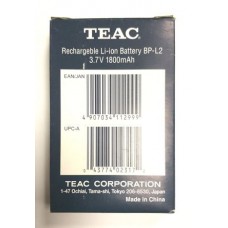 TEAC
Rechargeble Li-ion Battery BP-L2
3.7V 1800mAh
EAN/JAN
4 907034 113999
UPC-A
TEAC CORPORATION
1-47 Ochiai, Tama-shi, Tokyo 206-8530, Japan
Made in China